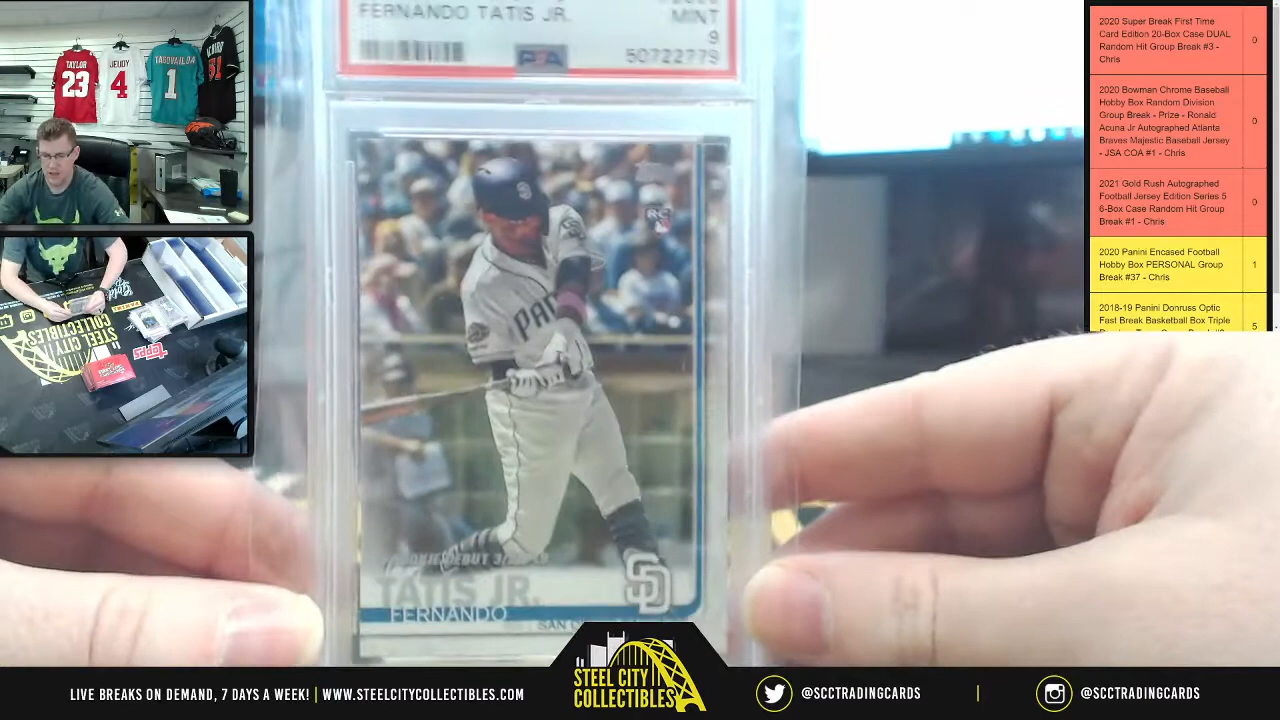 FERNANDO TATIS JR.
MINT
9
PSA
50722779
PAD
ROOKIE DEBUT
TATIS JR.
FERNANDO
SD
TAYLOR
23
JEUDY
4
TAGOVAILOA
1
51
STEEL CITY
COLLECTIBLES
topps
2020 Super Break First Time
Card Edition 20-Box Case DUAL
Random Hit Group Break #3 -
Chris
0
2020 Bowman Chrome Baseball
Hobby Box Random Division
Group Break - Prize - Ronald
Acuna Jr Autographed Atlanta
Braves Majestic Baseball Jersey
- JSA COA #1 - Chris
0
2021 Gold Rush Autographed
Football Jersey Edition Series 5
6-Box Case Random Hit Group
Break #1 - Chris
0
2020 Panini Encased Football
Hobby Box PERSONAL Group
Break #37 - Chris
1
2018-19 Panini Donruss Optic
Fast Break Basketball Box Triple
5
LIVE BREAKS ON DEMAND, 7 DAYS A WEEK! | WWW.STEELCITYCOLLECTIBLES.COM
STEEL CITY
COLLECTIBLES
@SCCTRADINGCARDS
@SCCTRADINGCARDS